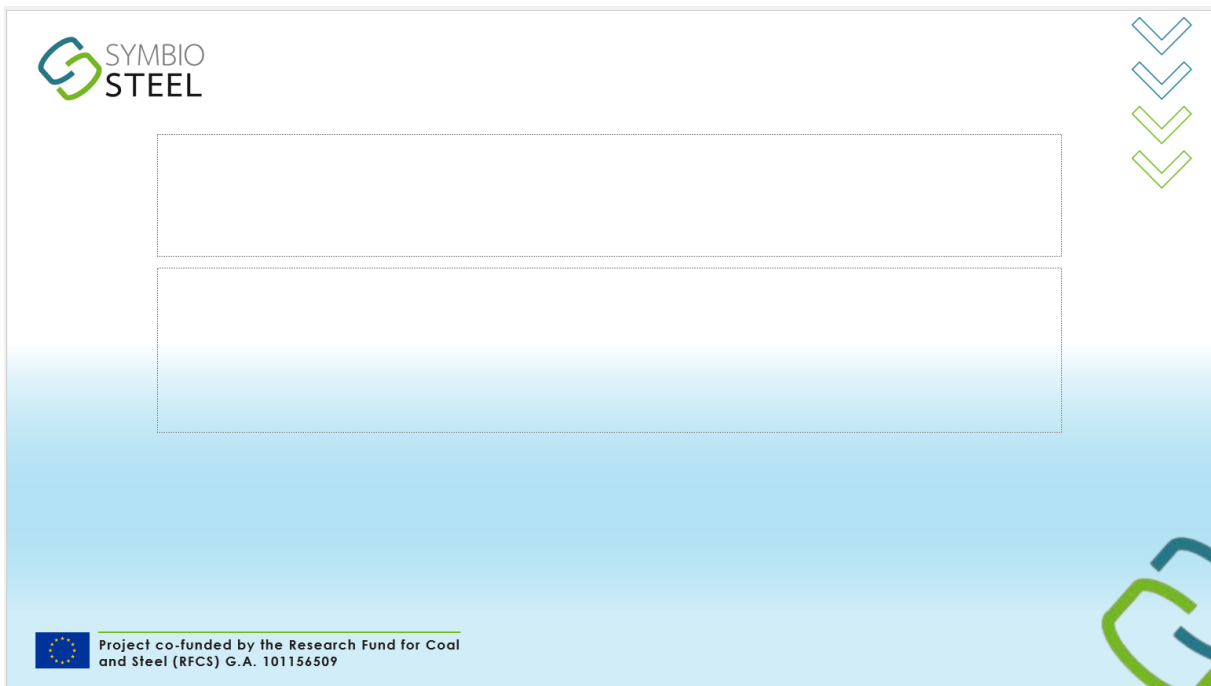 SYMBIO
STEEL
Project co-funded by the Research Fund for Coal
and Steel (RFCS) G.A. 101156509